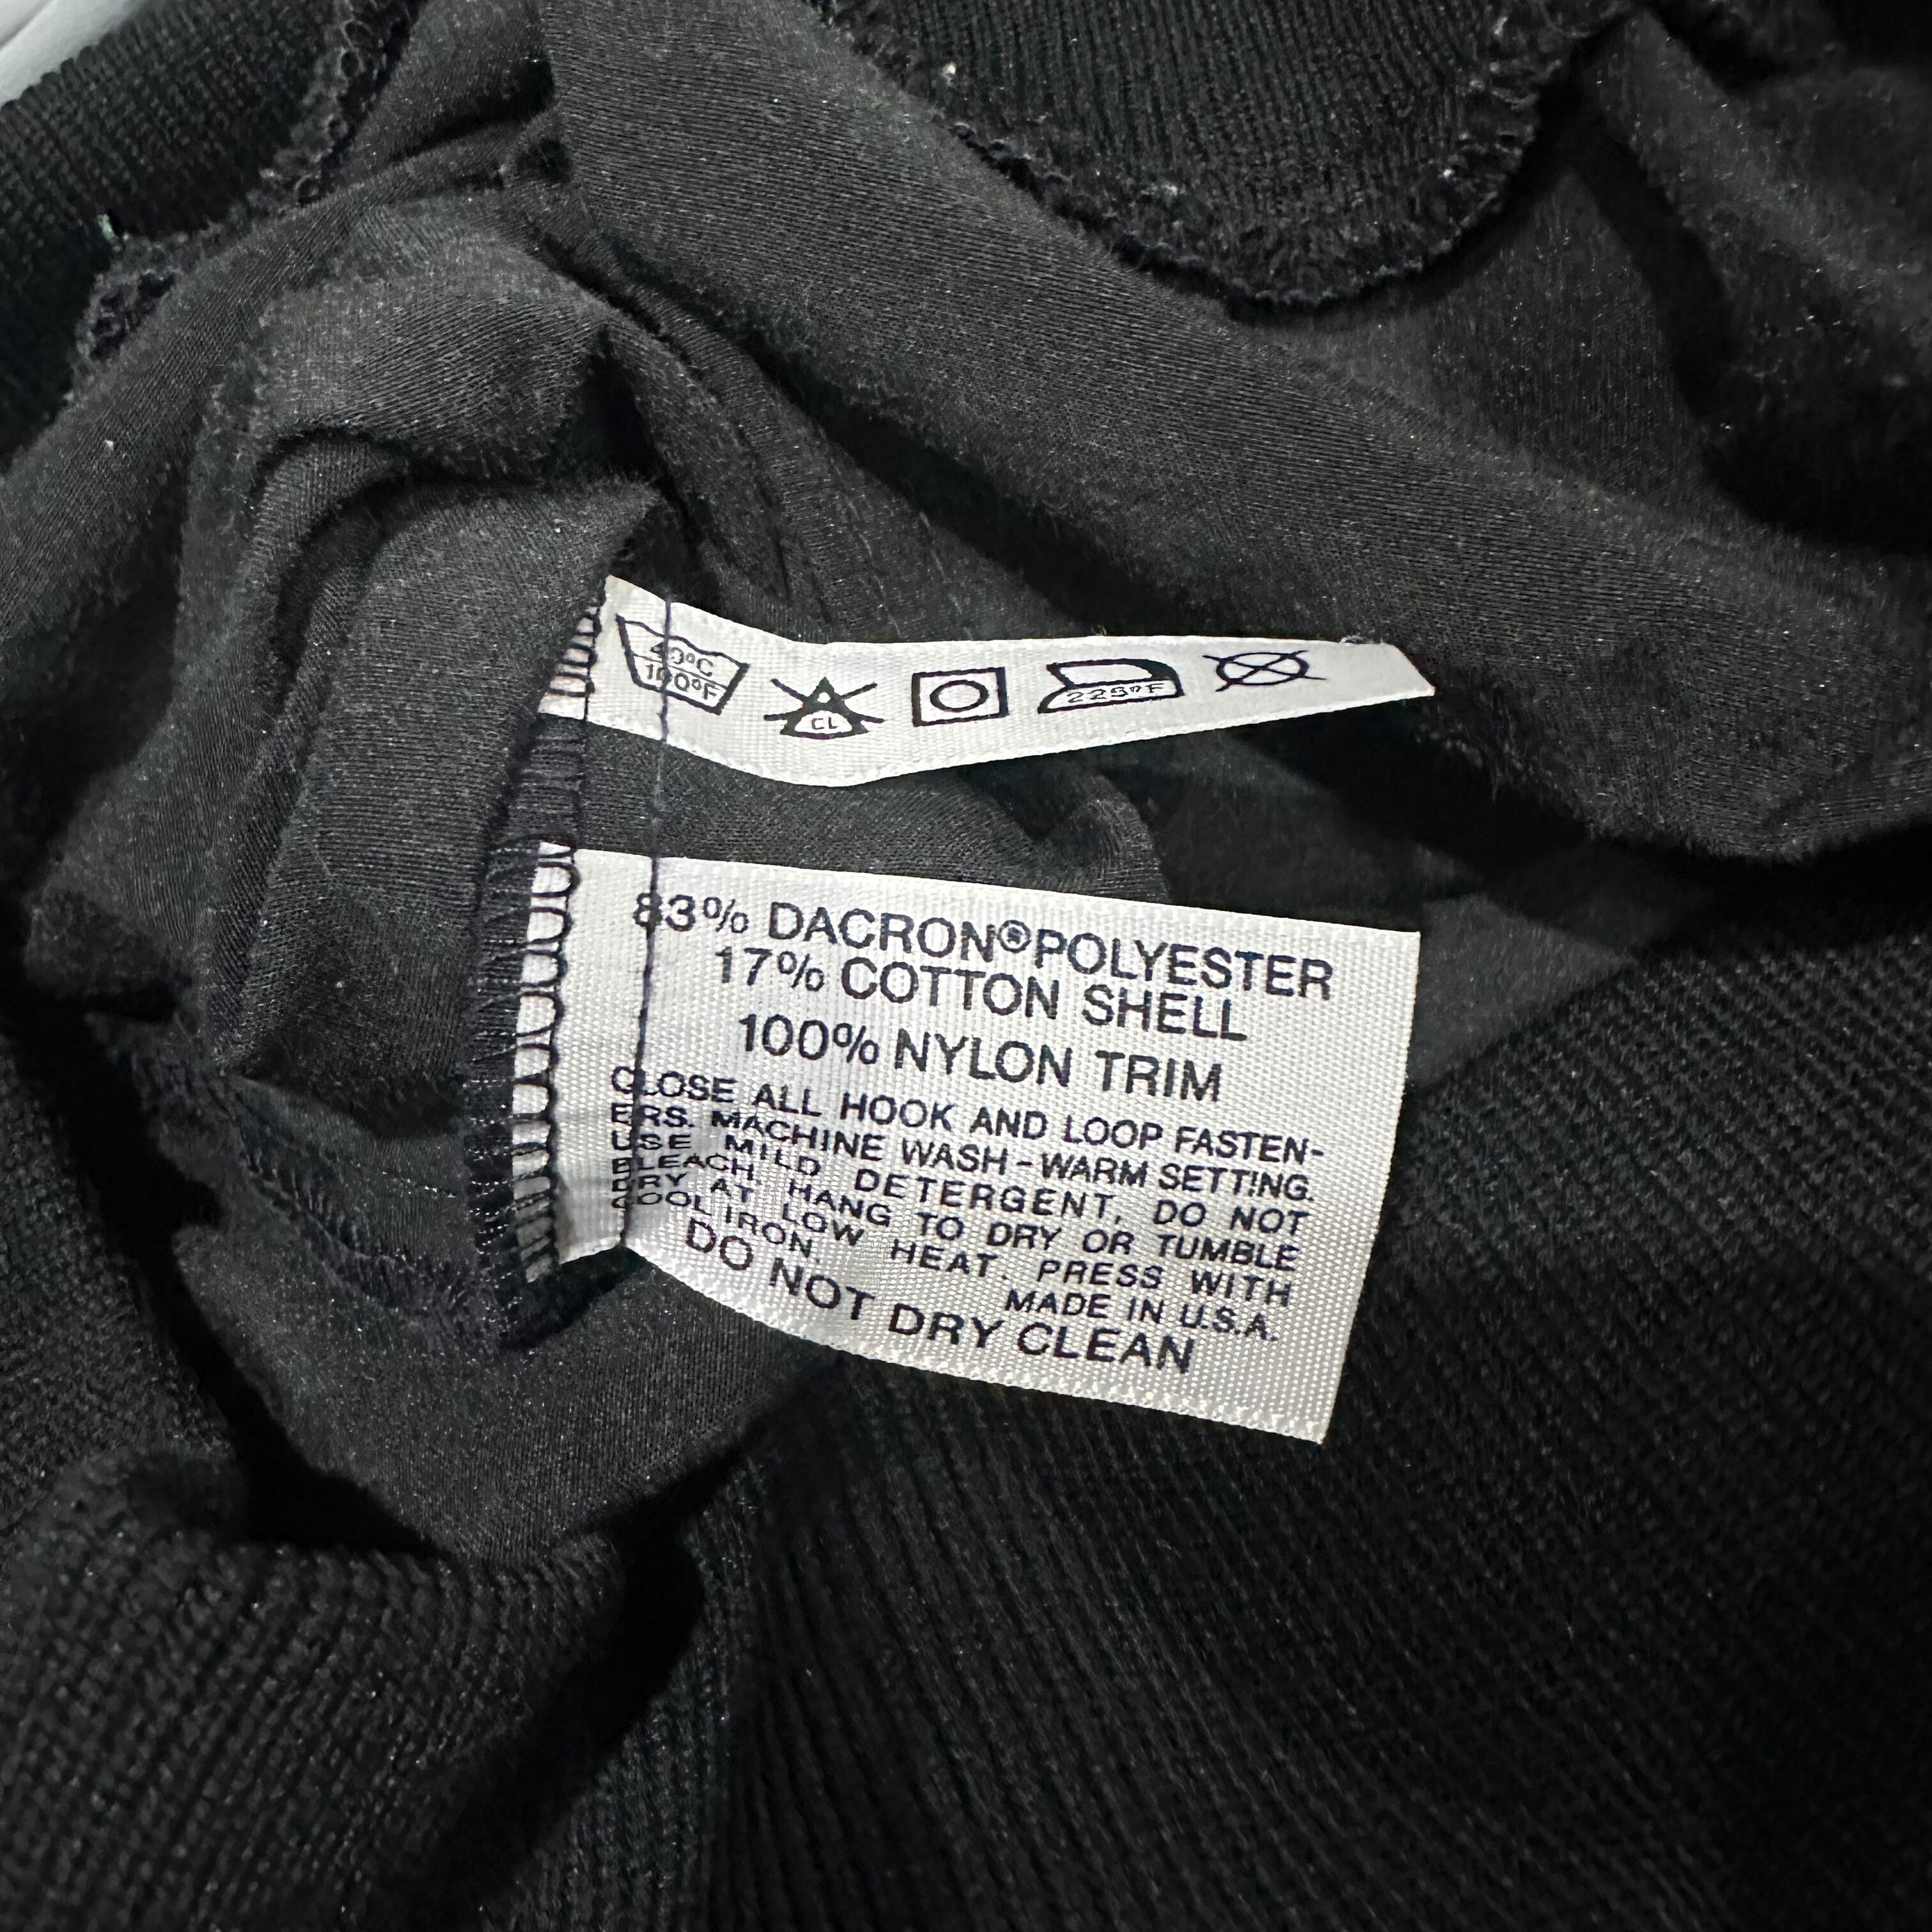 40°C
100°F
CL
225°F
83% DACRON®POLYESTER
17% COTTON SHELL
100% NYLON TRIM
CLOSE ALL HOOK AND LOOP FASTEN-
ERS. MACHINE WASH-WARM SETTING.
USE MILD DETERGENT, DO NOT
BLEACH. HANG TO DRY OR TUMBLE
DRY AT LOW HEAT. PRESS WITH
COOL IRON. MADE IN U.S.A.
DO NOT DRY CLEAN